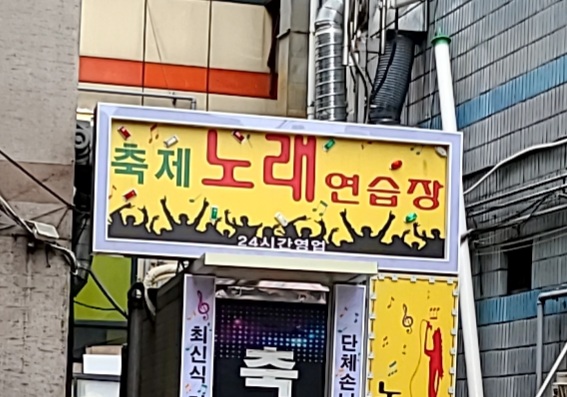 축제 노래연습장
24시간영업
최신식
축
단체손
노